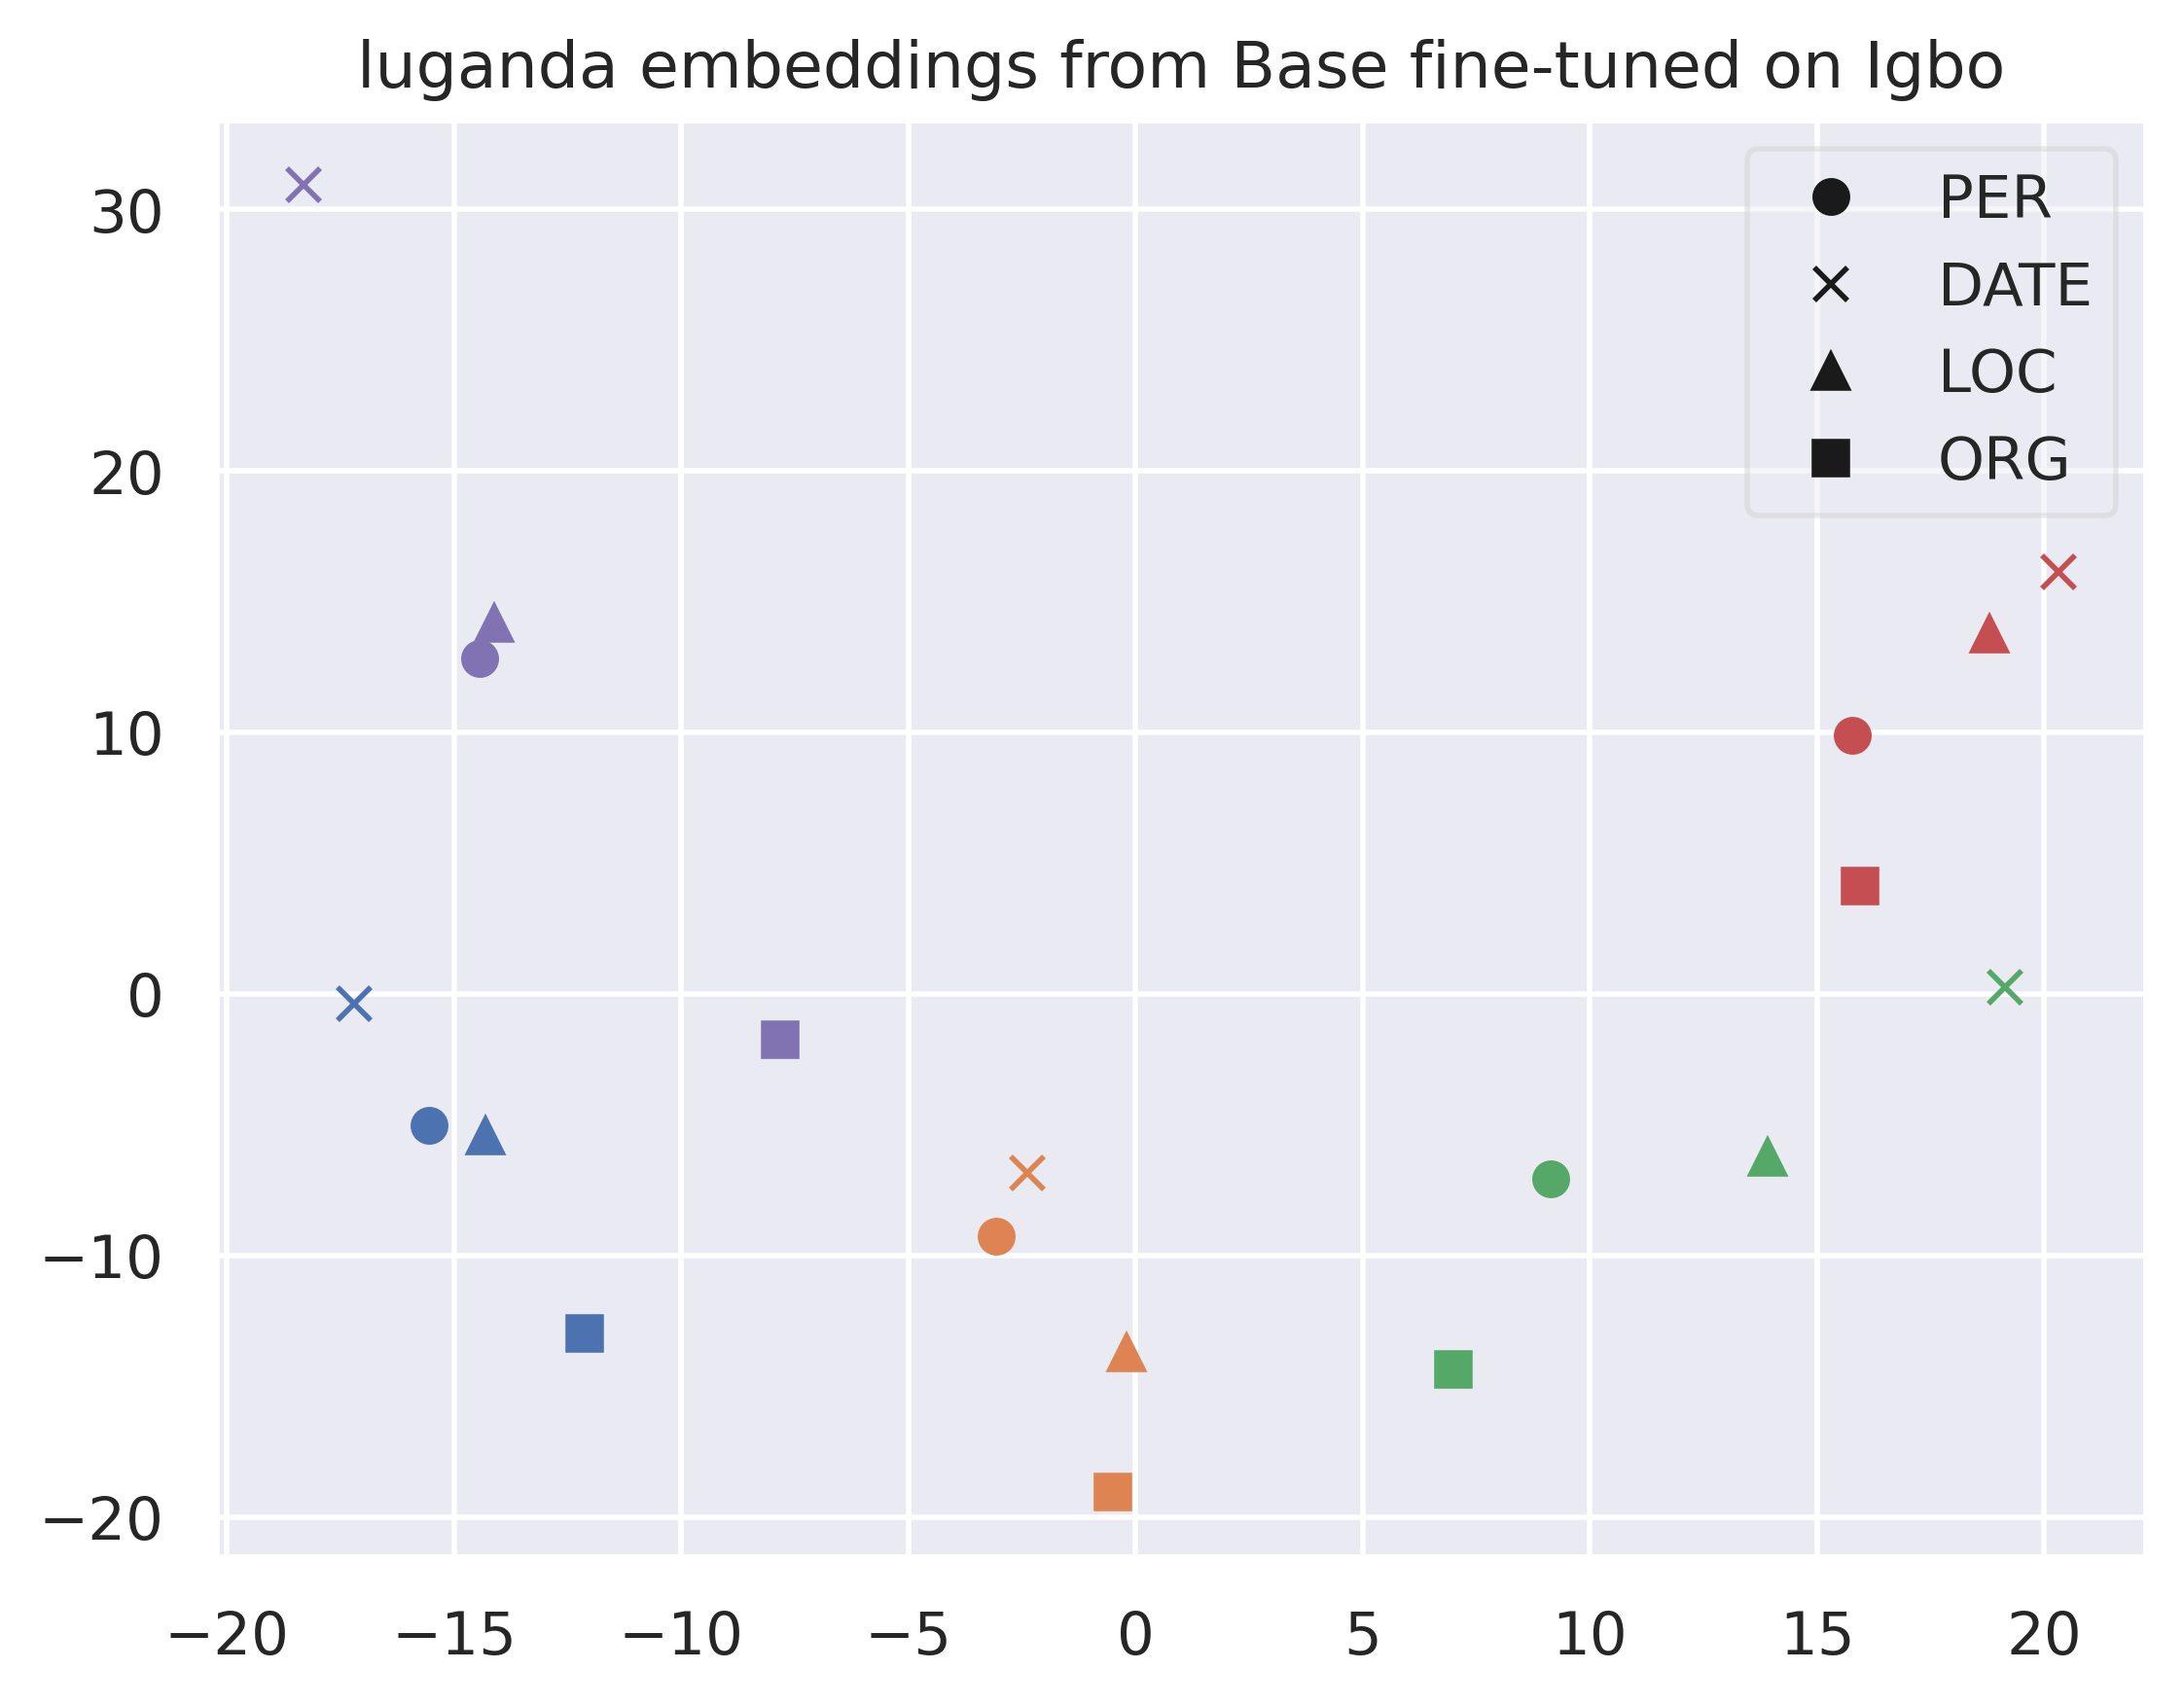 luganda embeddings from Base fine-tuned on Igbo
PER
DATE
LOC
ORG
30
20
10
0
−10
−20
−20 −15 −10 −5 0 5 10 15 20